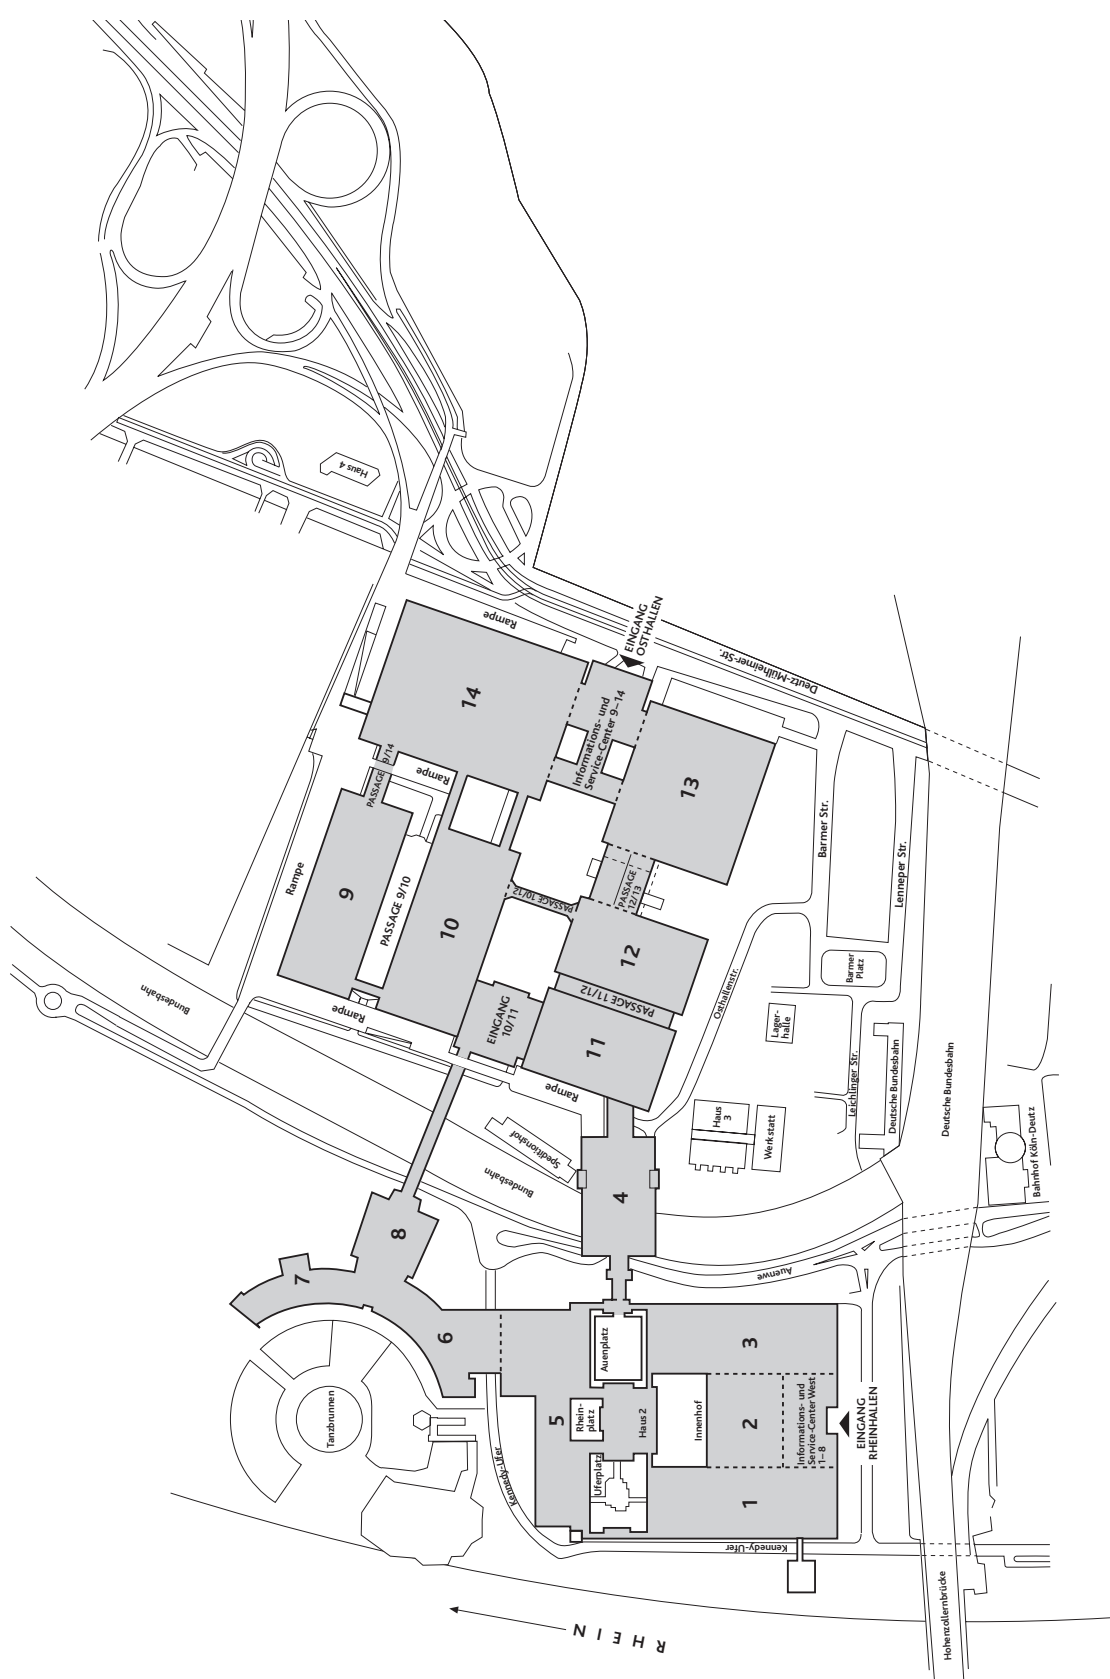 Haus 4
Rampe
EINGANG
OSTHALLEN
Deutz-Mülheimer-Str.
14
Informations- und
Service-Center 9–14
13
PASSAGE 9/14
Rampe
Rampe
9
PASSAGE 9/10
10
PASSAGE 10/12
PASSAGE
12/13
12
PASSAGE 11/12
11
EINGANG
10/11
Rampe
Rampe
Bundesbahn
Barmer Str.
Lenneper Str.
Barmer
Platz
Osthallenstr.
Lager-
halle
Leichlinger Str.
Deutsche Bundesbahn
Deutsche Bundesbahn
Haus
3
Werkstatt
Bahnhof Köln-Deutz
Speditionshof
Bundesbahn
4
8
7
6
Auenwe
Tanzbrunnen
Auenplatz
3
5
Rhein-
platz
Haus 2
Innenhof
2
Informations- und
Service-Center West
1–8
EINGANG
RHEINHALLEN
Uferplatz
1
Kennedy-Ufer
Kennedy-Ufer
Hohenzollernbrücke
RHEIN